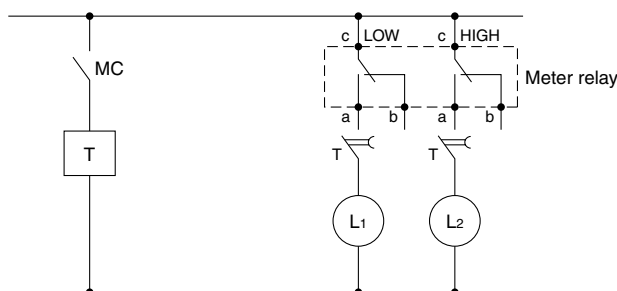 c LOW c HIGH
MC
Meter relay
a b a b
T T T
L1 L2